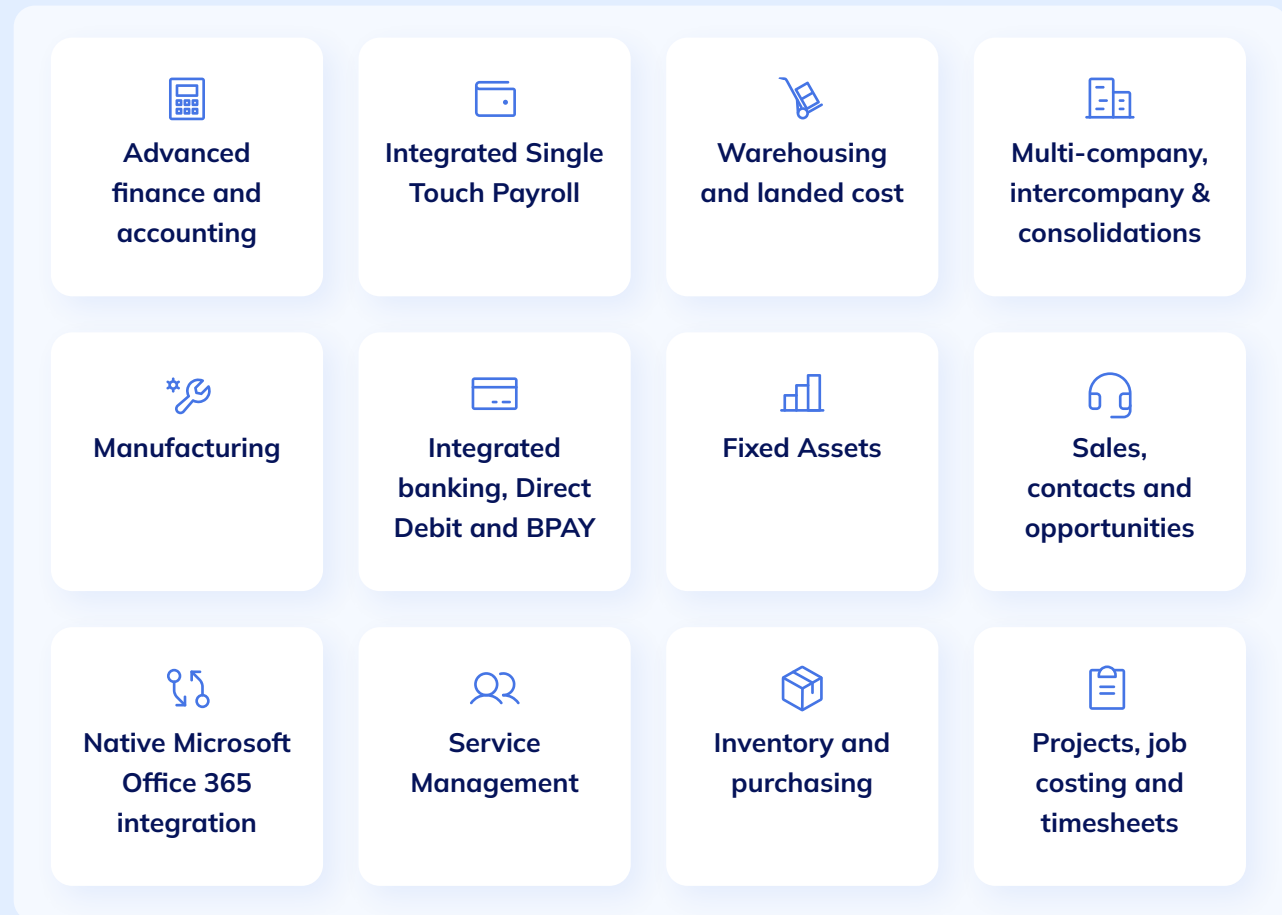 Advanced
finance and
accounting
Integrated Single
Touch Payroll
Warehousing
and landed cost
Multi-company,
intercompany &
consolidations
Manufacturing
Integrated
banking, Direct
Debit and BPAY
Fixed Assets
Sales,
contacts and
opportunities
Native Microsoft
Office 365
integration
Service
Management
Inventory and
purchasing
Projects, job
costing and
timesheets